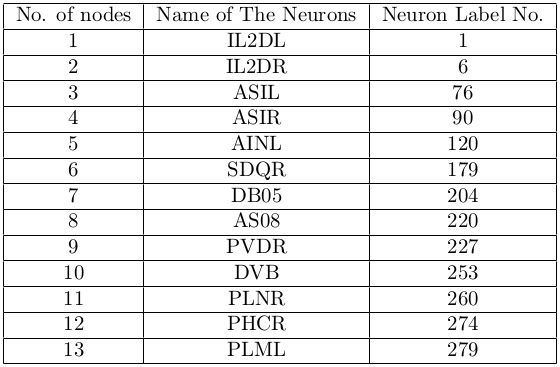 No. of nodes Name of The Neurons Neuron Label No.
1 IL2DL 1
2 IL2DR 6
3 ASIL 76
4 ASIR 90
5 AINL 120
6 SDQR 179
7 DB05 204
8 AS08 220
9 PVDR 227
10 DVB 253
11 PLNR 260
12 PHCR 274
13 PLML 279